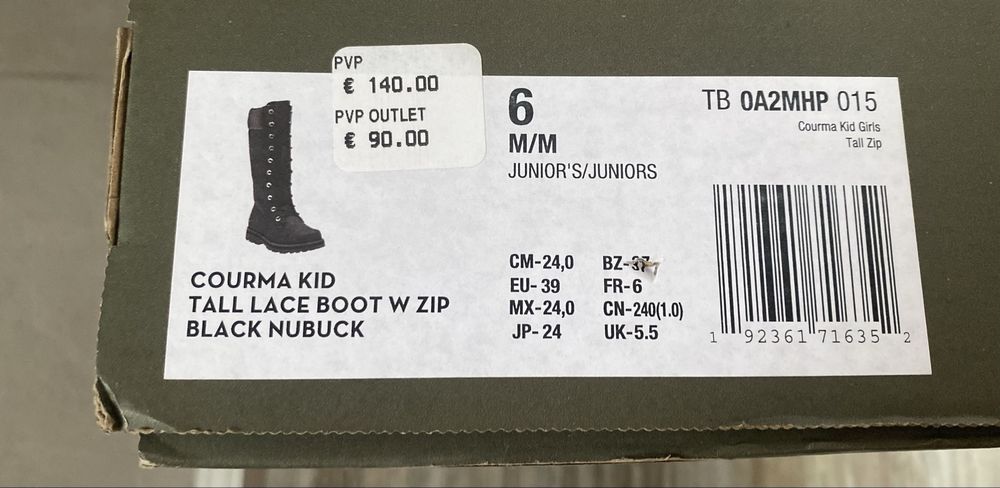 PVP
€ 140.00
PVP OUTLET
€ 90.00
COURMA KID
TALL LACE BOOT W ZIP
BLACK NUBUCK
6
M/M
JUNIOR'S/JUNIORS
CM-24,0 BZ-37
EU-39 FR-6
MX-24,0 CN-240(1.0)
JP-24 UK-5.5
TB 0A2MHP 015
Courma Kid Girls
Tall Zip
1 92361 71635 2